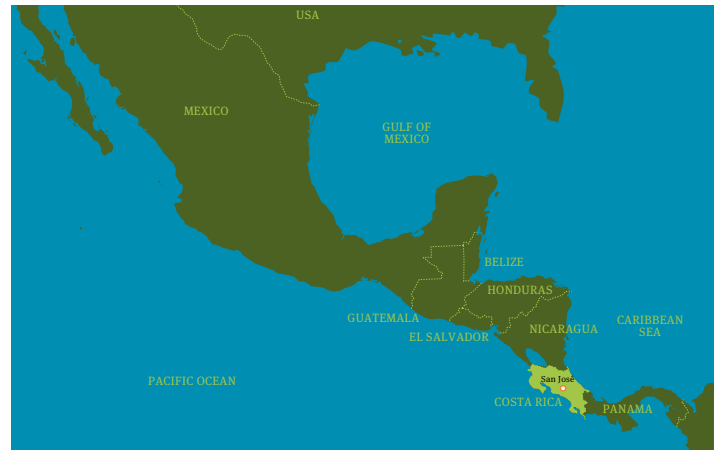 USA
MEXICO
GULF OF
MEXICO
BELIZE
HONDURAS
GUATEMALA
EL SALVADOR
NICARAGUA
CARIBBEAN
SEA
PACIFIC OCEAN
San José
COSTA RICA
PANAMA